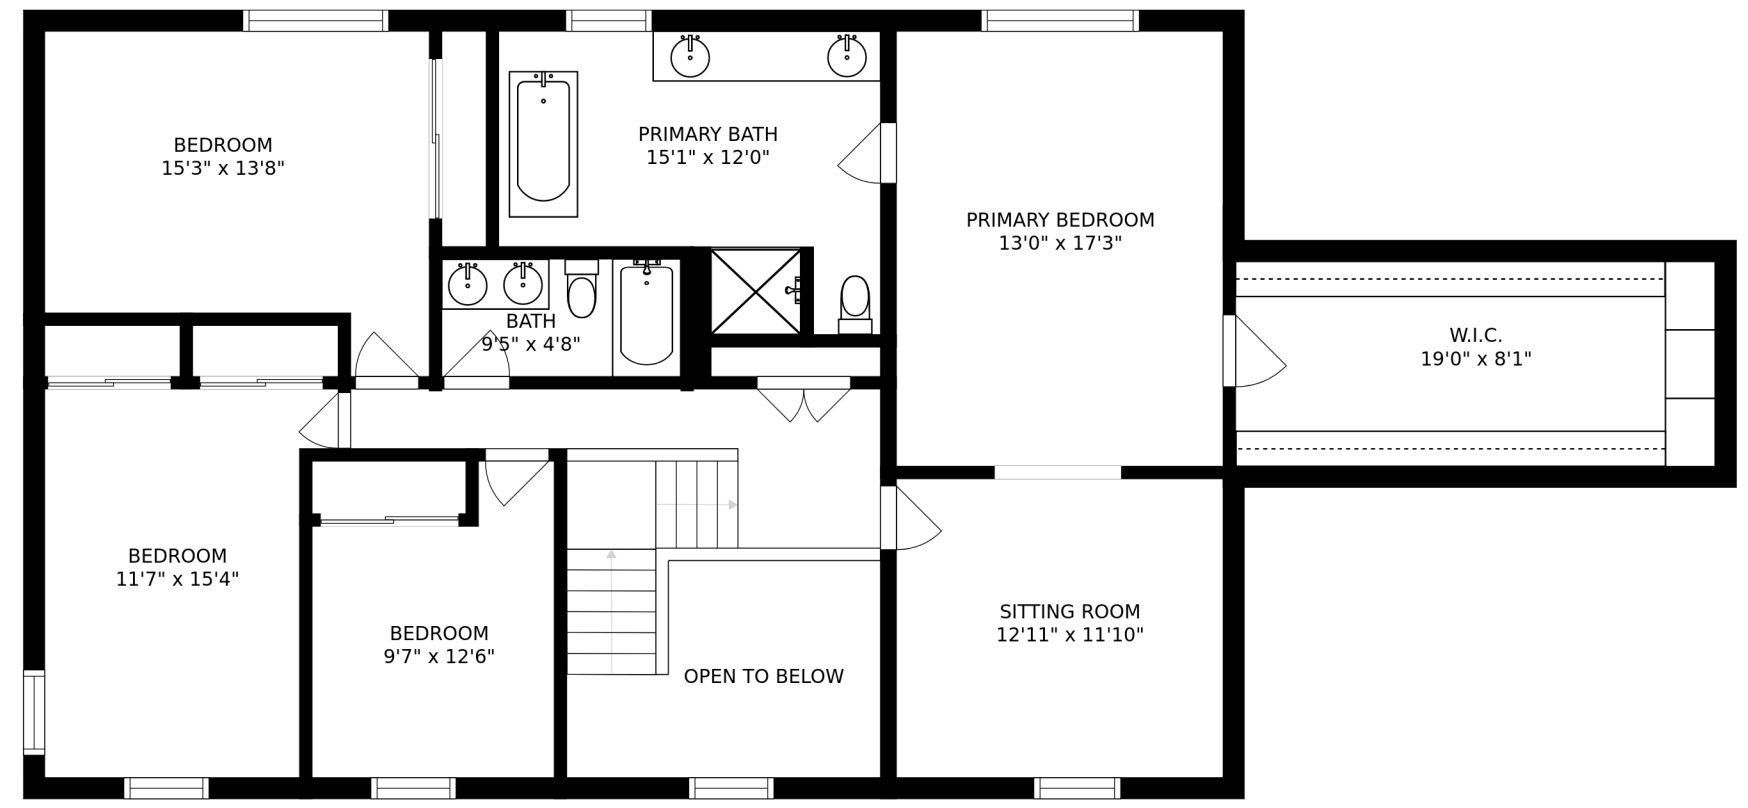 BEDROOM
15'3" x 13'8"
PRIMARY BATH
15'1" x 12'0"
PRIMARY BEDROOM
13'0" x 17'3"
BATH
9'5" x 4'8"
W.I.C.
19'0" x 8'1"
BEDROOM
11'7" x 15'4"
BEDROOM
9'7" x 12'6"
OPEN TO BELOW
SITTING ROOM
12'11" x 11'10"